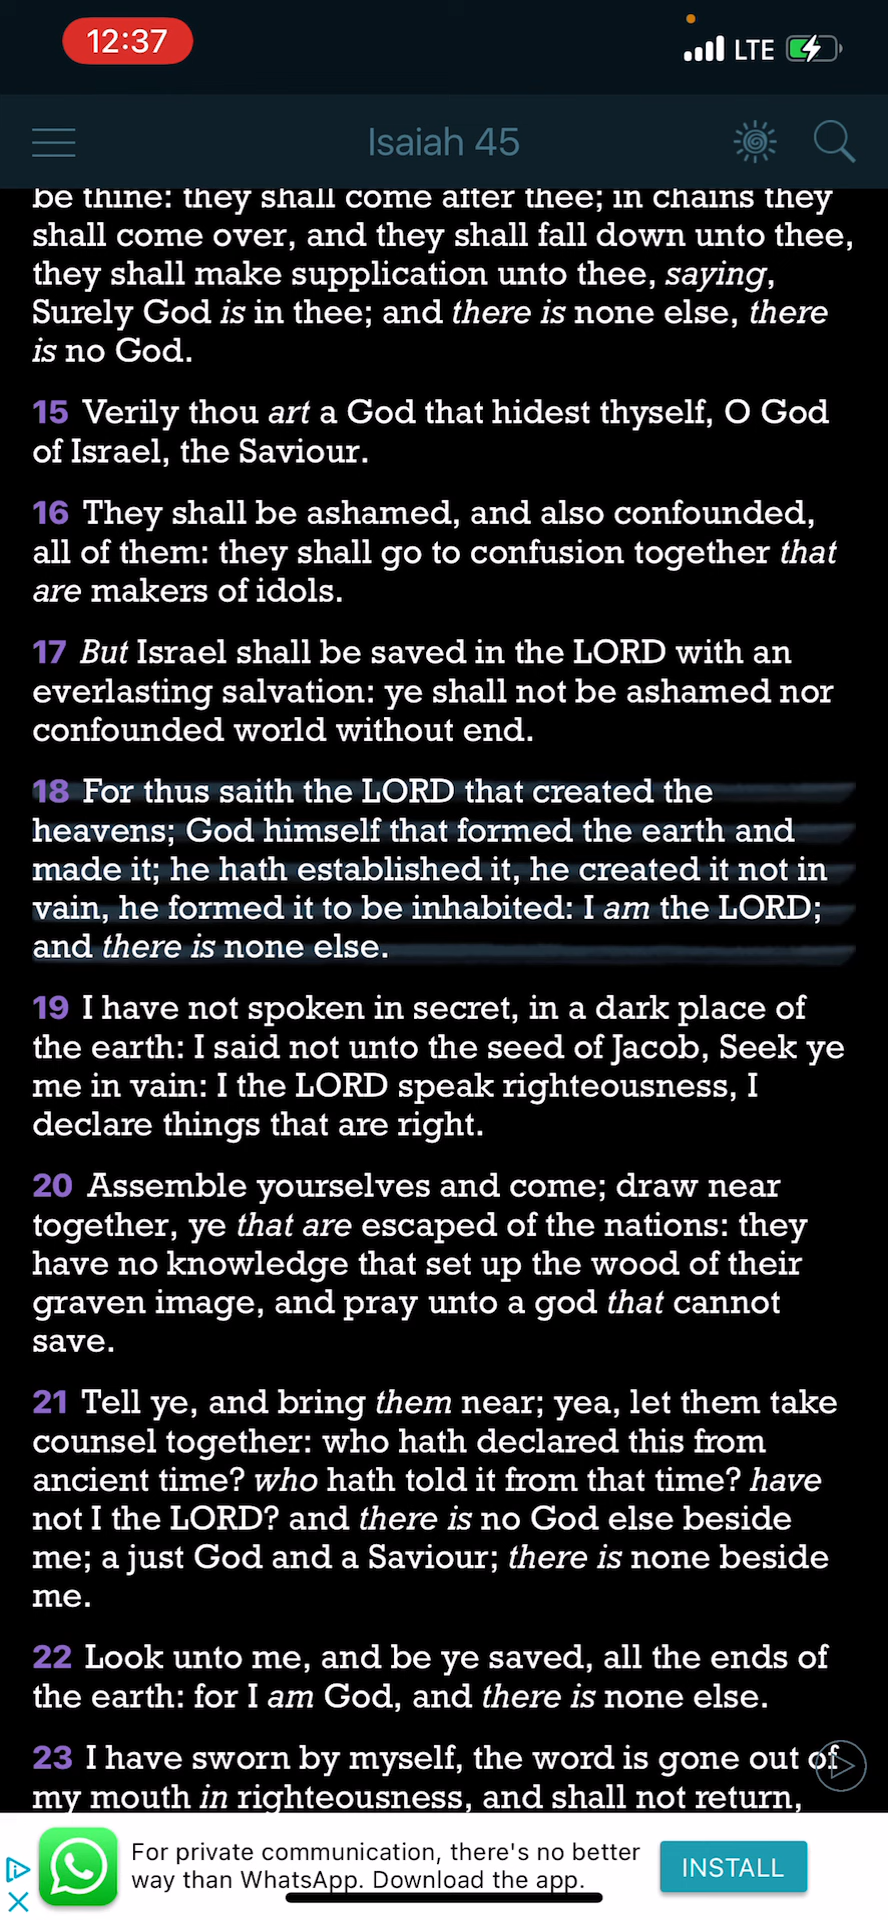 12:37
LTE
Isaiah 45
be thine: they shall come after thee; in chains they
shall come over, and they shall fall down unto thee,
they shall make supplication unto thee, saying,
Surely God is in thee; and there is none else, there
is no God.
15 Verily thou art a God that hidest thyself, O God
of Israel, the Saviour.
16 They shall be ashamed, and also confounded,
all of them: they shall go to confusion together that
are makers of idols.
17 But Israel shall be saved in the LORD with an
everlasting salvation: ye shall not be ashamed nor
confounded world without end.
18 For thus saith the LORD that created the
heavens; God himself that formed the earth and
made it; he hath established it, he created it not in
vain, he formed it to be inhabited: I am the LORD;
and there is none else.
19 I have not spoken in secret, in a dark place of
the earth: I said not unto the seed of Jacob, Seek ye
me in vain: I the LORD speak righteousness, I
declare things that are right.
20 Assemble yourselves and come; draw near
together, ye that are escaped of the nations: they
have no knowledge that set up the wood of their
graven image, and pray unto a god that cannot
save.
21 Tell ye, and bring them near; yea, let them take
counsel together: who hath declared this from
ancient time? who hath told it from that time? have
not I the LORD? and there is no God else beside
me; a just God and a Saviour; there is none beside
me.
22 Look unto me, and be ye saved, all the ends of
the earth: for I am God, and there is none else.
23 I have sworn by myself, the word is gone out of
my mouth in righteousness, and shall not return,
For private communication, there's no better
way than WhatsApp. Download the app.
INSTALL